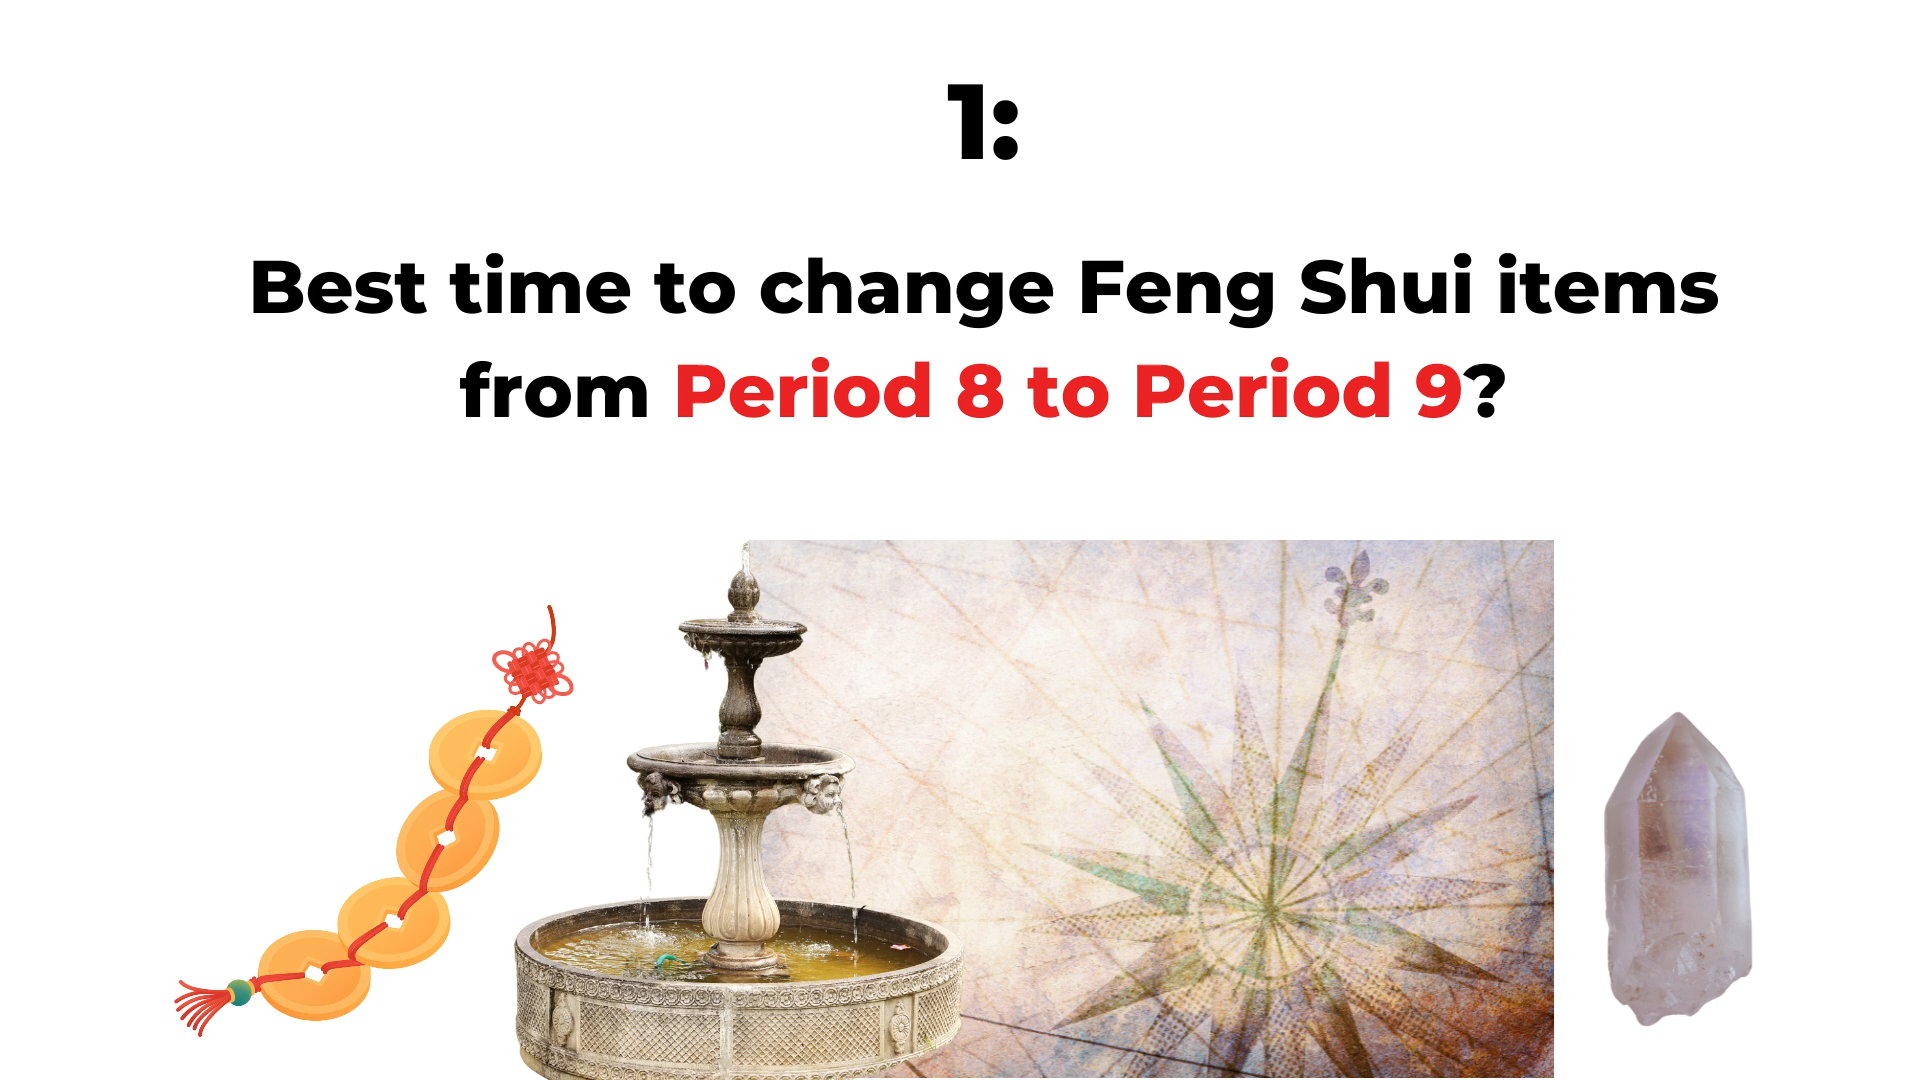 1:
Best time to change Feng Shui items
from Period 8 to Period 9?